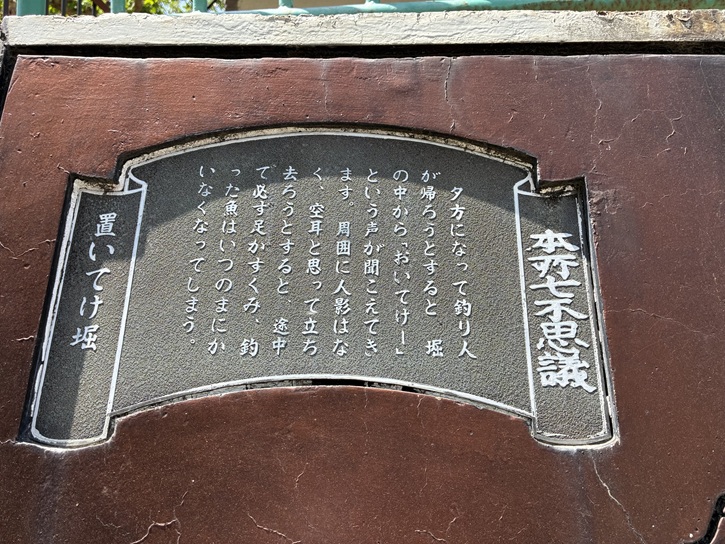 本所七不思議
夕方になって釣り人
が帰ろうとすると、堀
の中から「おいてけー」
という声が聞こえてき
ます。周囲に人影はな
く、空耳と思って立ち
去ろうとすると、途中
で必ず足がすくみ、釣
った魚はいつのまにか
いなくなってしまう。
置いてけ堀